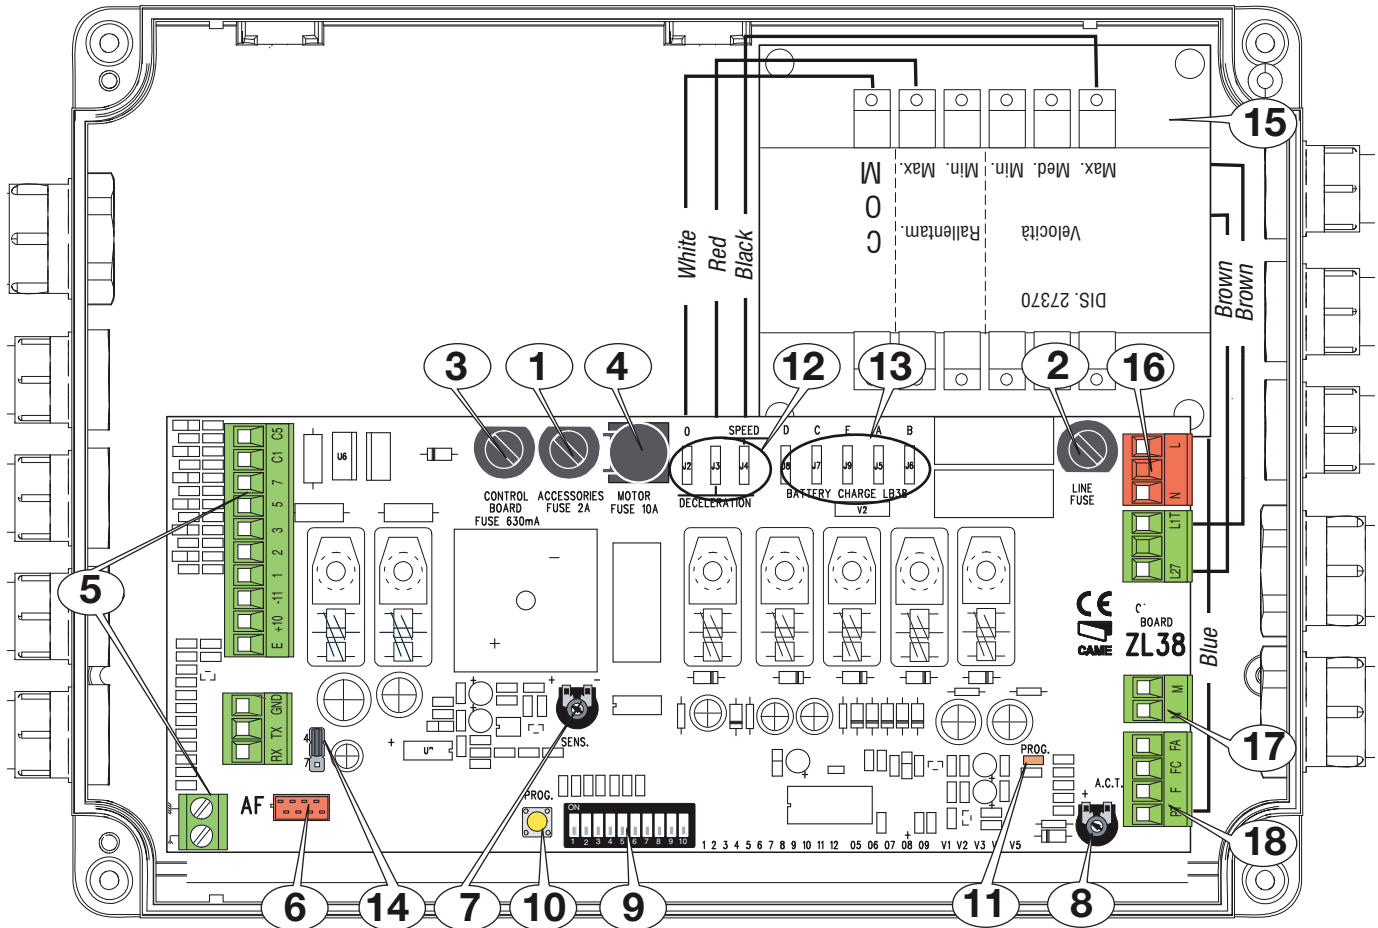 15
Max. Med. Min. Min. Max.
COM
Velocità
Rallentam.
DIS. 27370
White
Red
Black
Brown
Brown
3
1
4
12
13
2
16
O SPEED D C E A B
J2 J3 J4 J8 J7 J9 J5 J6
DECELERATION
BATTERY CHARGE LB38
V2
CONTROL
BOARD
FUSE 630mA
ACCESSORIES
FUSE 2A
MOTOR
FUSE 10A
LINE
FUSE
L
N
L1T
L27
U6
C5
C1
7
5
3
2
1
-11
+10
E
5
CE
CAME
BOARD
ZL38
Blue
GND
TX
RX
4
7
AF
SENS.
PROG.
ON
1 2 3 4 5 6 7 8 9 10
1 2 3 4 5 6 7 8 9 10 11 12 05 06 07 08 09 V1 V2 V3 V5
PROG.
A.C.T.
M
FA
FC
F
17
18
6
14
7
10
9
11
8